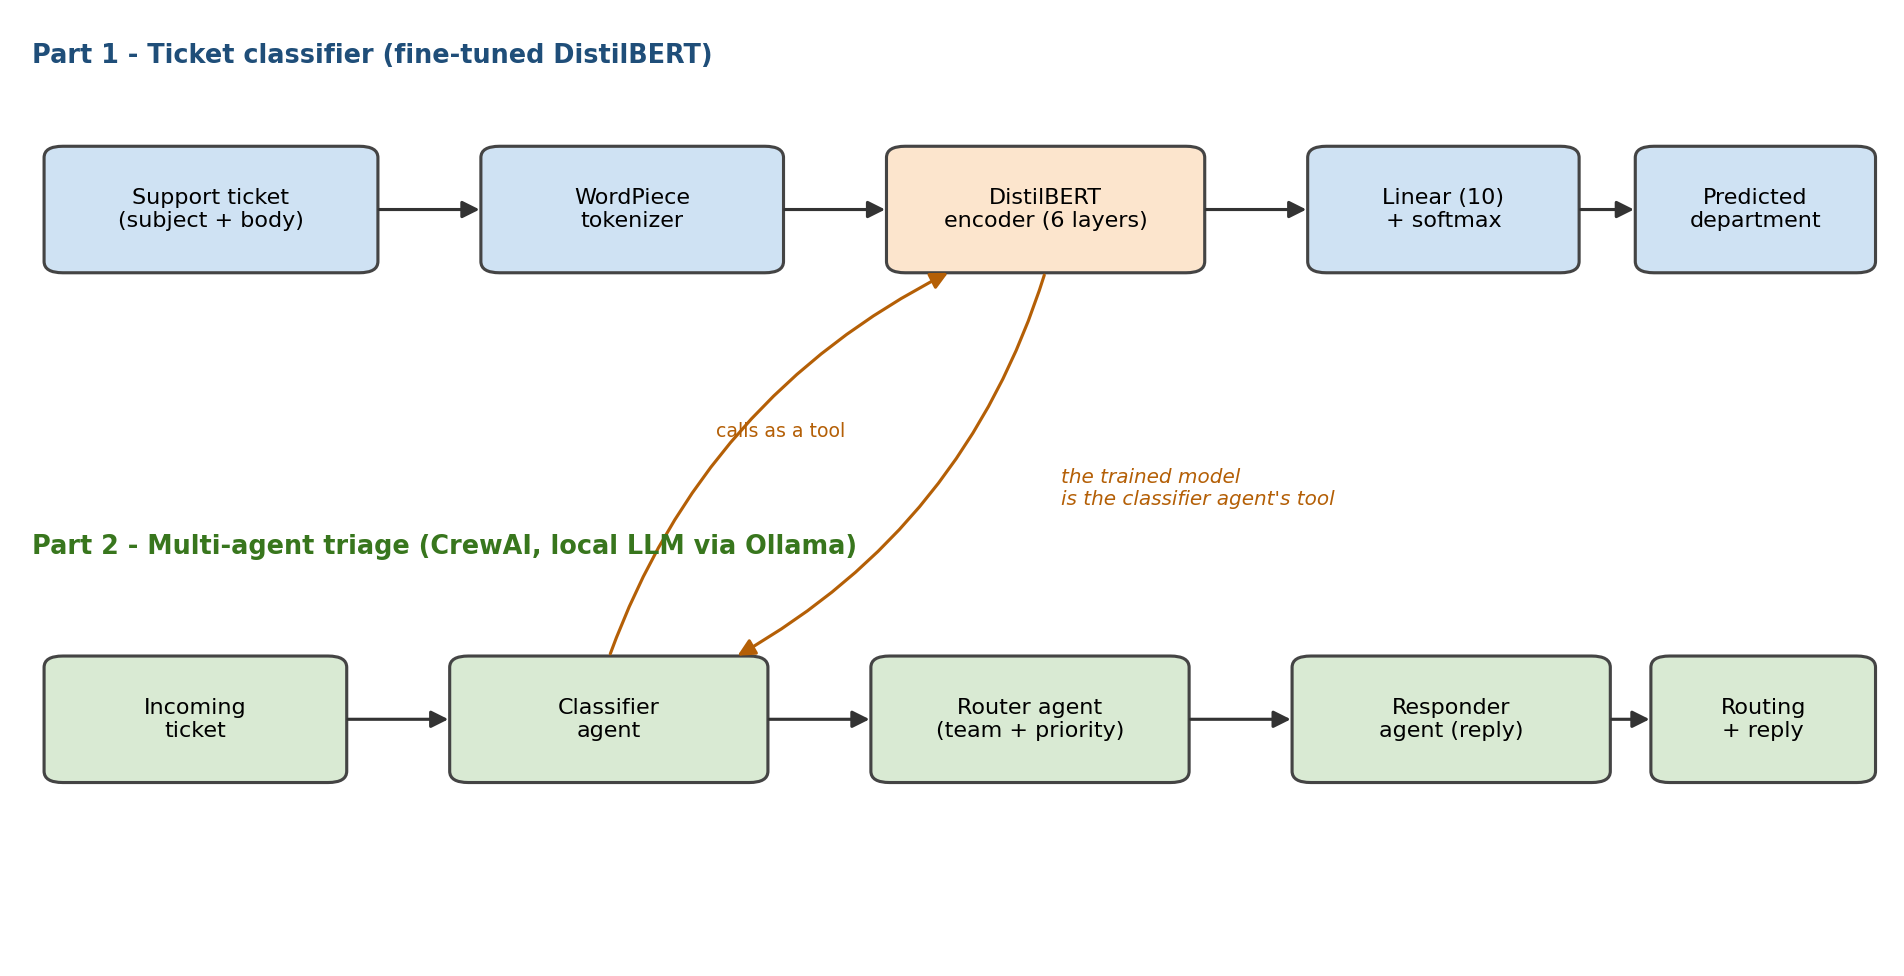 Part 1 - Ticket classifier (fine-tuned DistilBERT)
Support ticket
(subject + body)
WordPiece
tokenizer
DistilBERT
encoder (6 layers)
Linear (10)
+ softmax
Predicted
department
calls as a tool
the trained model
is the classifier agent's tool
Part 2 - Multi-agent triage (CrewAI, local LLM via Ollama)
Incoming
ticket
Classifier
agent
Router agent
(team + priority)
Responder
agent (reply)
Routing
+ reply